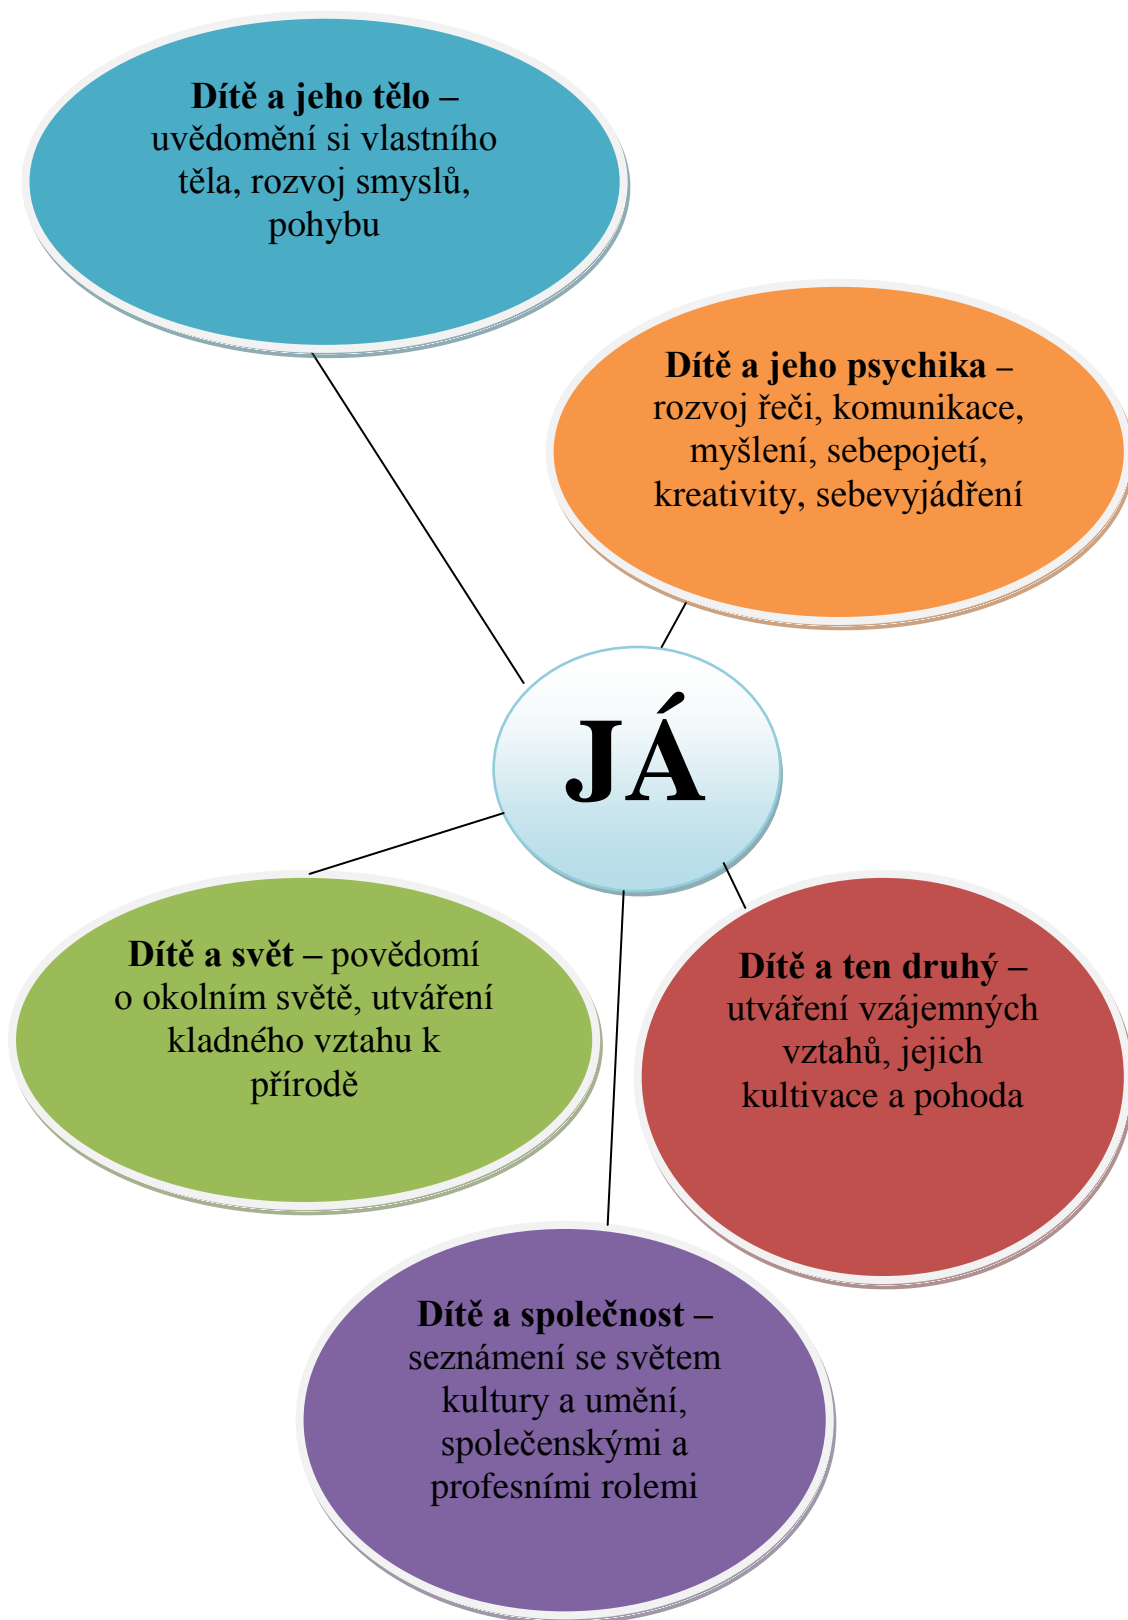 Dítě a jeho tělo –
uvědomění si vlastního
těla, rozvoj smyslů,
pohybu
Dítě a jeho psychika –
rozvoj řeči, komunikace,
myšlení, sebepojetí,
kreativity, sebevyjádření
JÁ
Dítě a svět – povědomí
o okolním světě, utváření
kladného vztahu k
přírodě
Dítě a ten druhý –
utváření vzájemných
vztahů, jejich
kultivace a pohoda
Dítě a společnost –
seznámení se světem
kultury a umění,
společenskými a
profesními rolemi